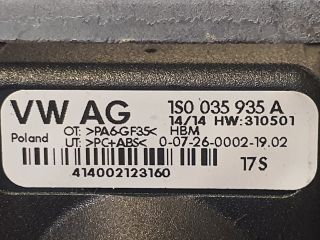 VW AG 1S0 035 935 A
14/14 HW:310501
Poland OT: >PA6-GF35< HBM
UT: >PC+ABS< 0-07-26-0002-19.02
17S
414002123160